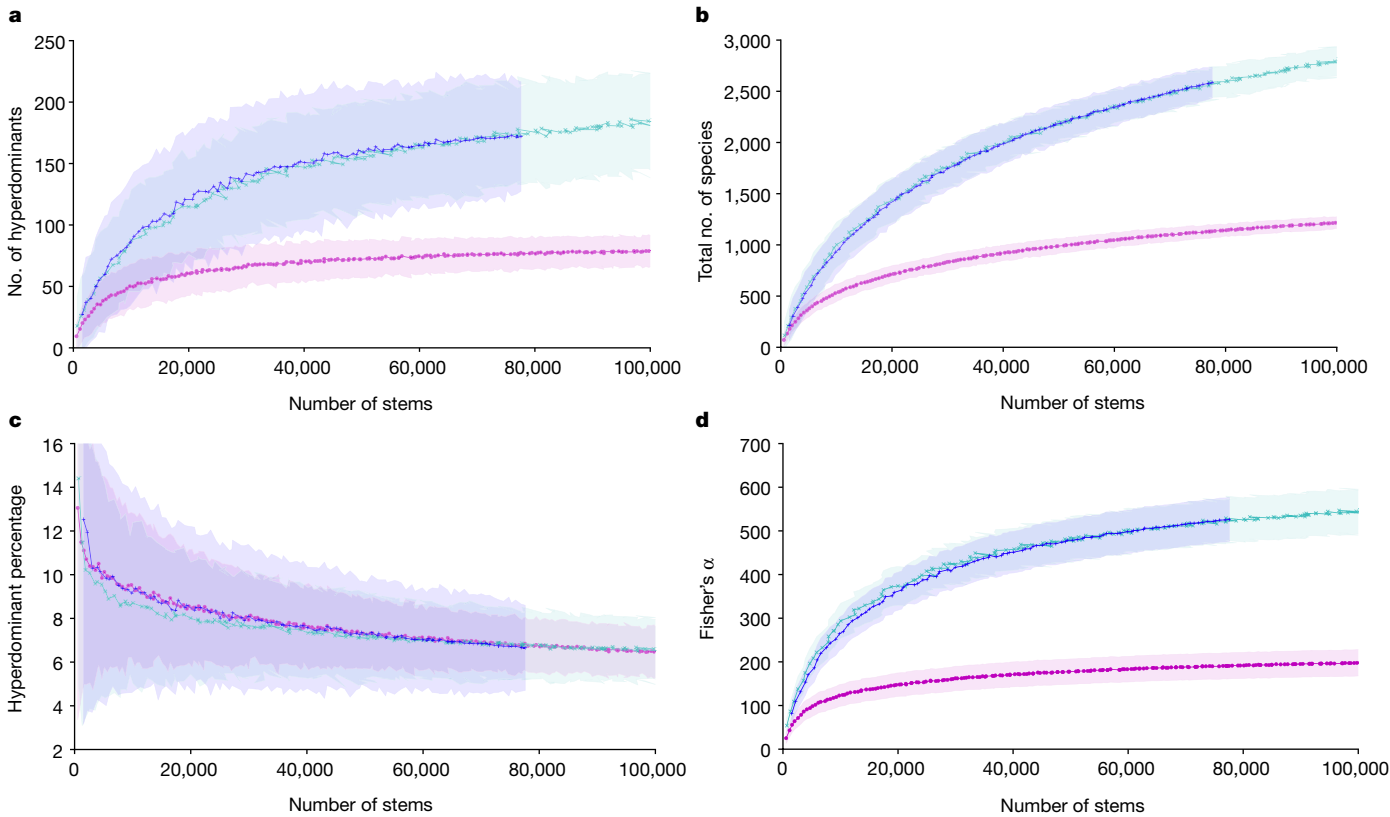 a
250
200
150
100
50
0
No. of hyperdominants
0 20,000 40,000 60,000 80,000 100,000
Number of stems
b
3,000
2,500
2,000
1,500
1,000
500
0
Total no. of species
0 20,000 40,000 60,000 80,000 100,000
Number of stems
c
16
14
12
10
8
6
4
2
Hyperdominant percentage
0 20,000 40,000 60,000 80,000 100,000
Number of stems
d
700
600
500
400
300
200
100
0
Fisher's α
0 20,000 40,000 60,000 80,000 100,000
Number of stems